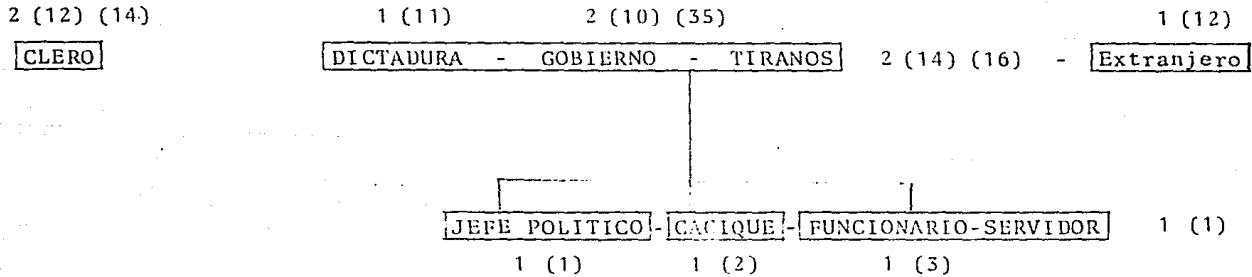 2 (12) (14) 1 (11) 2 (10) (35) 1 (12)
CLERO DICTADURA - GOBIERNO - TIRANOS 2 (14) (16) - Extranjero
JEFE POLITICO-CACIQUE-FUNCIONARIO-SERVIDOR 1 (1)
1 (1) 1 (2) 1 (3)